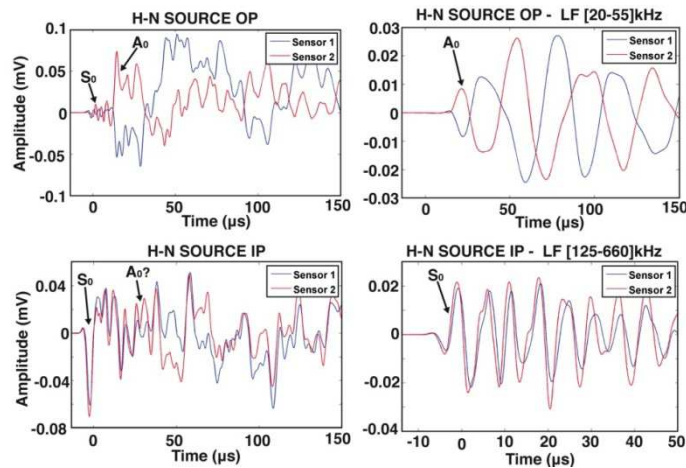 H-N SOURCE OP
Amplitude (mV)
0.1
0.05
0
-0.05
-0.1
S0
A0
Sensor 1
Sensor 2
0
50
100
150
Time (µs)
H-N SOURCE OP - LF [20-55]kHz
0.03
0.02
0.01
0
-0.01
-0.02
-0.03
A0
Sensor 1
Sensor 2
0
50
100
150
Time (µs)
H-N SOURCE IP
Amplitude (mV)
0.04
0
-0.04
-0.08
S0
A0?
Sensor 1
Sensor 2
0
50
100
150
Time (µs)
H-N SOURCE IP - LF [125-660]kHz
0.04
0.02
0
-0.02
0.04
S0
Sensor 1
Sensor 2
-10
0
10
20
30
40
50
Time (µs)